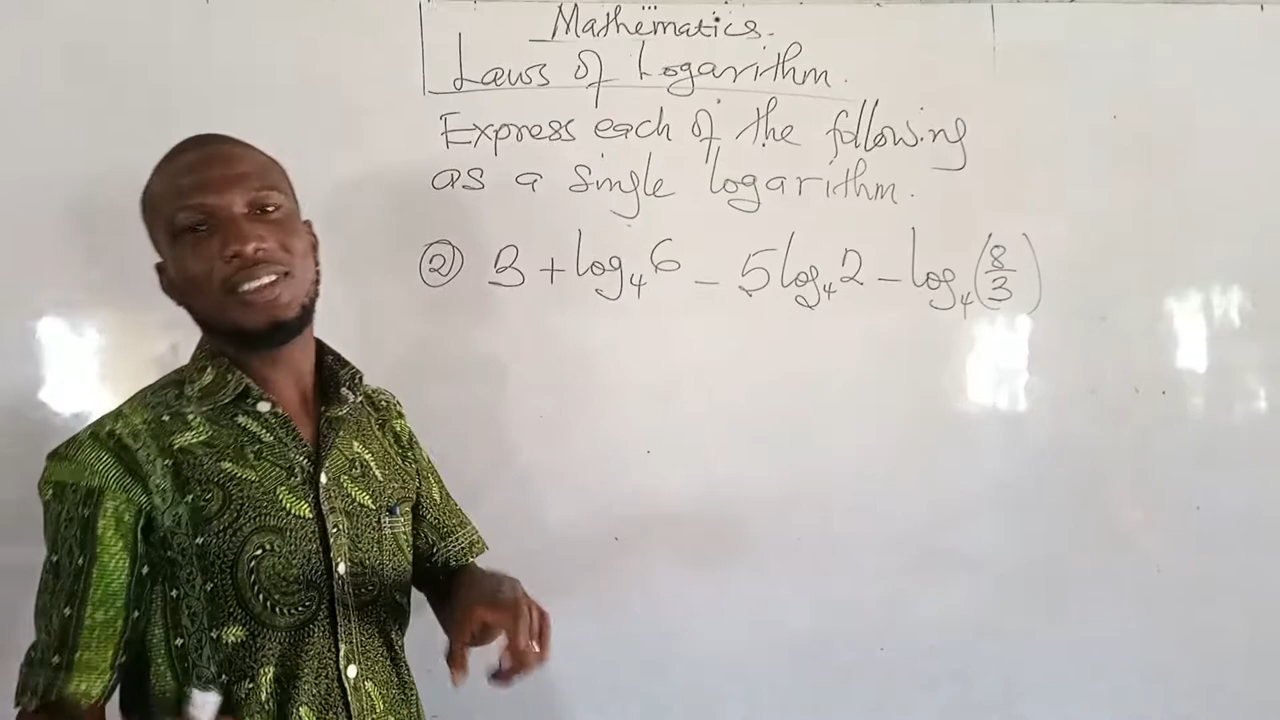 Mathematics.
Laws of Logarithm.
Express each of the following
as a single logarithm.
② 3 + log₄6 - 5log₄2 - log₄(8/3)